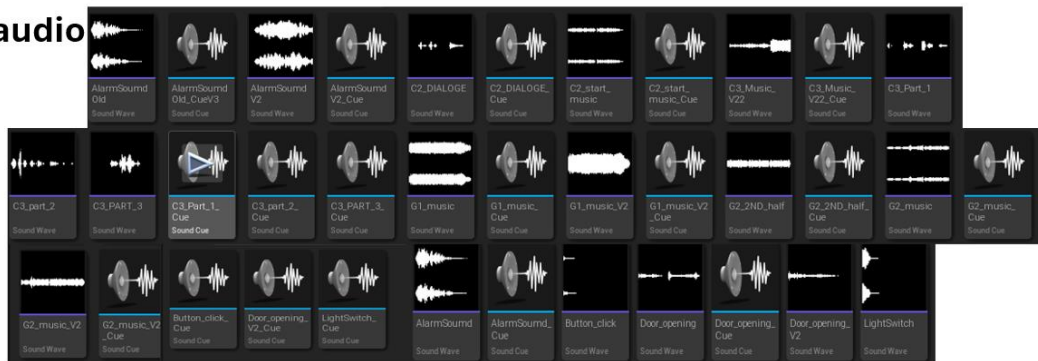 audio
AlarmSoumd
Old
Sound Wave
AlarmSoumd
Old_CueV3
Sound Cue
AlarmSoumd
V2
Sound Wave
AlarmSoumd
V2_Cue
Sound Cue
C2_DIALOGE
Sound Wave
C2_DIALOGE_
Cue
Sound Cue
C2_start_
music
Sound Wave
C2_start_
music_Cue
Sound Cue
C3_Music_
V22
Sound Wave
C3_Music_
V22_Cue
Sound Cue
C3_Part_1
Sound Wave
C3_part_2
Sound Wave
C3_PART_3
Sound Wave
C3_Part_1_
Cue
Sound Cue
C3_part_2_
Cue
Sound Cue
C3_PART_3_
Cue
Sound Cue
G1_music
Sound Wave
G1_music_
Cue
Sound Cue
G1_music_V2
Sound Wave
G1_music_V2
_Cue
Sound Cue
G2_2ND_half
Sound Wave
G2_2ND_half_
Cue
Sound Cue
G2_music
Sound Wave
G2_music_
Cue
Sound Cue
G2_music_V2
Sound Wave
G2_music_V2
_Cue
Sound Cue
Button_click_
Cue
Sound Cue
Door_opening_
V2_Cue
Sound Cue
LightSwitch_
Cue
Sound Cue
AlarmSoumd
Sound Wave
AlarmSoumd_
Cue
Sound Cue
Button_click
Sound Wave
Door_opening
Sound Wave
Door_opening_
Cue
Sound Cue
Door_opening_
V2
Sound Wave
LightSwitch
Sound Wave